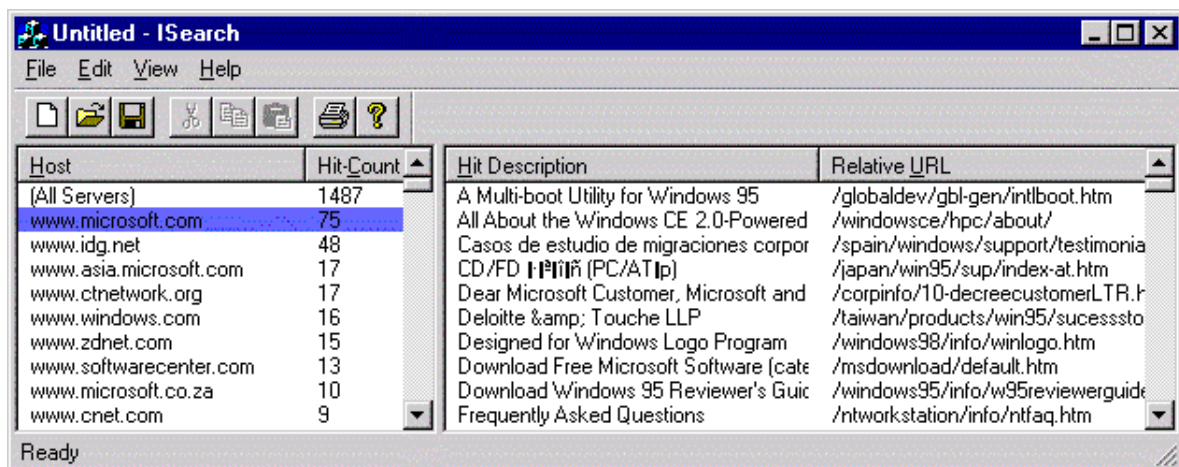 Untitled - ISearch
File Edit View Help
Host Hit-Count
(All Servers) 1487
www.microsoft.com 75
www.idg.net 48
www.asia.microsoft.com 17
www.ctnetwork.org 17
www.windows.com 16
www.zdnet.com 15
www.softwarecenter.com 13
www.microsoft.co.za 10
www.cnet.com 9
Hit Description Relative URL
A Multi-boot Utility for Windows 95 /globaldev/gbl-gen/intlboot.htm
All About the Windows CE 2.0-Powered /windowsce/hpc/about/
Casos de estudio de migraciones corpor /spain/windows/support/testimonia
CD/FD (PC/AT /japan/win95/sup/index-at.htm
Dear Microsoft Customer, Microsoft and /corpinfo/10-decreecustomerLTR.h
Deloitte &amp; Touche LLP /taiwan/products/win95/sucesssto
Designed for Windows Logo Program /windows98/info/winlogo.htm
Download Free Microsoft Software (cate /msdownload/default.htm
Download Windows 95 Reviewer's Guic /windows95/info/w95reviewerguide
Frequently Asked Questions /ntworkstation/info/ntfaq.htm
Ready